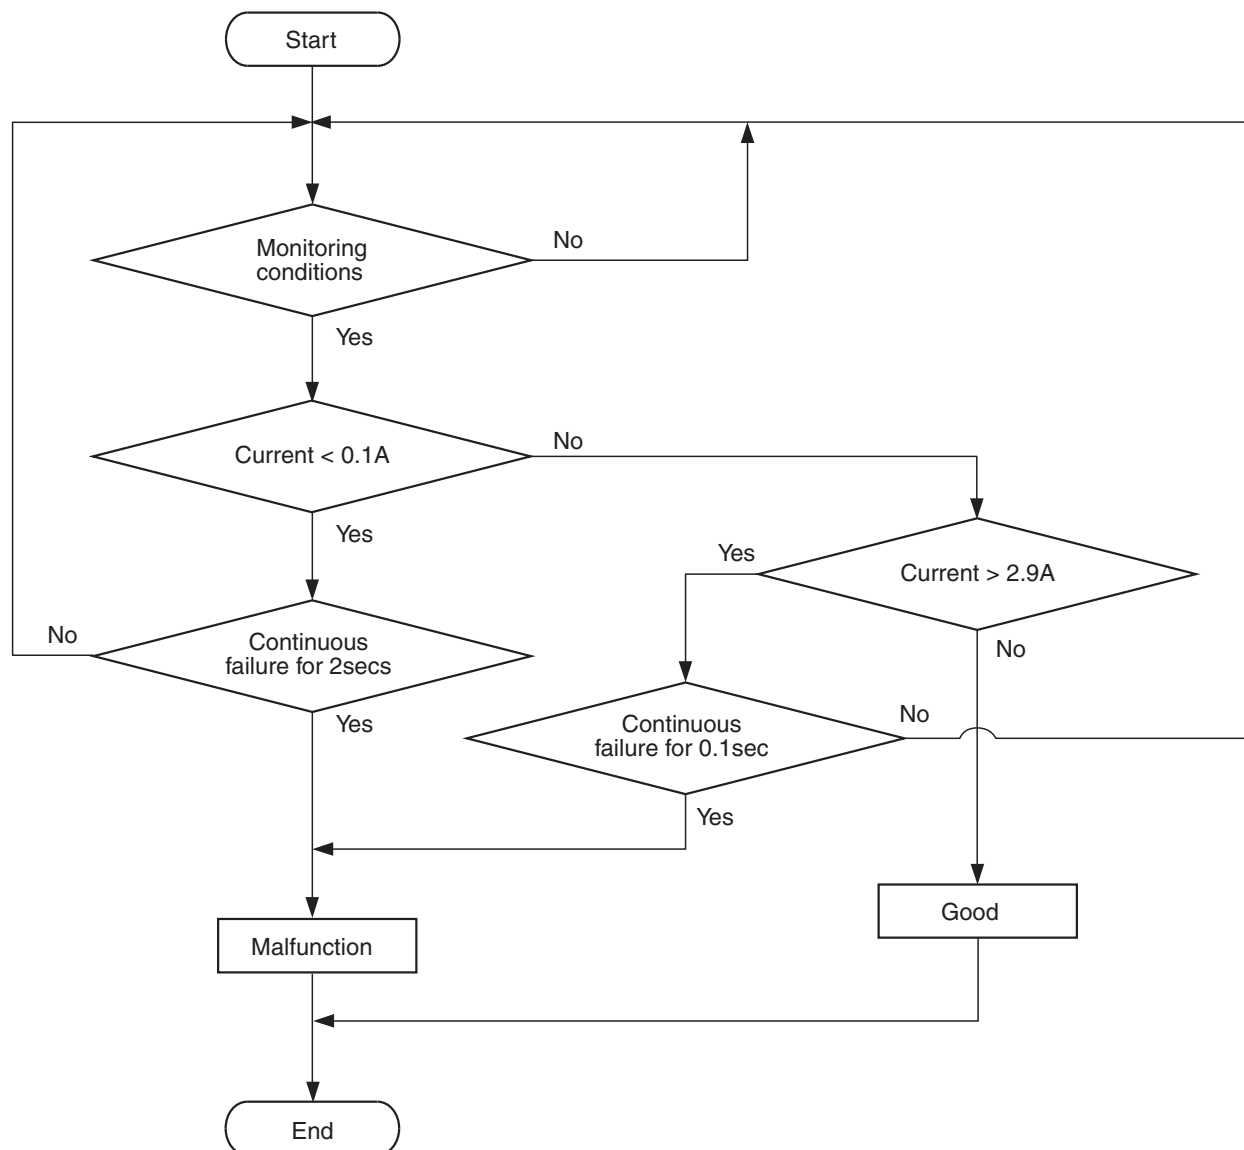 Start
Monitoring
conditions
No
Yes
Current < 0.1A
No
Yes
Yes
Current > 2.9A
No
Continuous
failure for 2secs
No
Yes
Continuous
failure for 0.1sec
No
Yes
Good
Malfunction
End